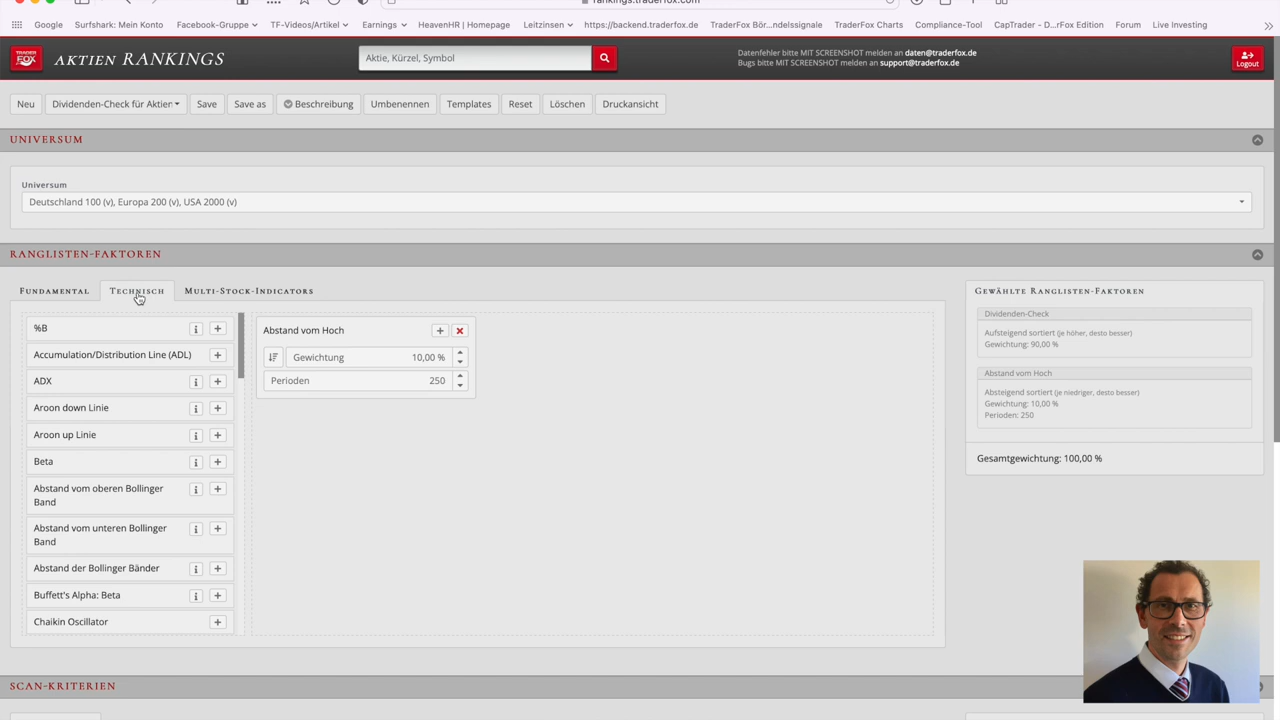 rankings.traderfox.com
Google
Surfshark: Mein Konto
Facebook-Gruppe
TF-Videos/Artikel
Earnings
HeavenHR | Homepage
Leitzinsen
https://backend.traderfox.de
TraderFox Bör...ndelssignale
TraderFox Charts
Compliance-Tool
CapTrader - D...rFox Edition
Forum
Live Investing
TRADER
FOX
AKTIEN RANKINGS
Aktie, Kürzel, Symbol
Datenfehler bitte MIT SCREENSHOT melden an daten@traderfox.de
Bugs bitte MIT SCREENSHOT melden an support@traderfox.de
Logout
Neu
Dividenden-Check für Aktien
Save
Save as
Beschreibung
Umbenennen
Templates
Reset
Löschen
Druckansicht
UNIVERSUM
Universum
Deutschland 100 (v), Europa 200 (v), USA 2000 (v)
RANGLISTEN-FAKTOREN
FUNDAMENTAL
TECHNISCH
MULTI-STOCK-INDICATORS
%B
Accumulation/Distribution Line (ADL)
ADX
Aroon down Linie
Aroon up Linie
Beta
Abstand vom oberen Bollinger
Band
Abstand vom unteren Bollinger
Band
Abstand der Bollinger Bänder
Buffett's Alpha: Beta
Chaikin Oscillator
Abstand vom Hoch
Gewichtung 10,00 %
Perioden 250
GEWÄHLTE RANGLISTEN-FAKTOREN
Dividenden-Check
Aufsteigend sortiert (je höher, desto besser)
Gewichtung: 90,00 %
Abstand vom Hoch
Absteigend sortiert (je niedriger, desto besser)
Gewichtung: 10,00 %
Perioden: 250
Gesamtgewichtung: 100,00 %
SCAN-KRITERIEN